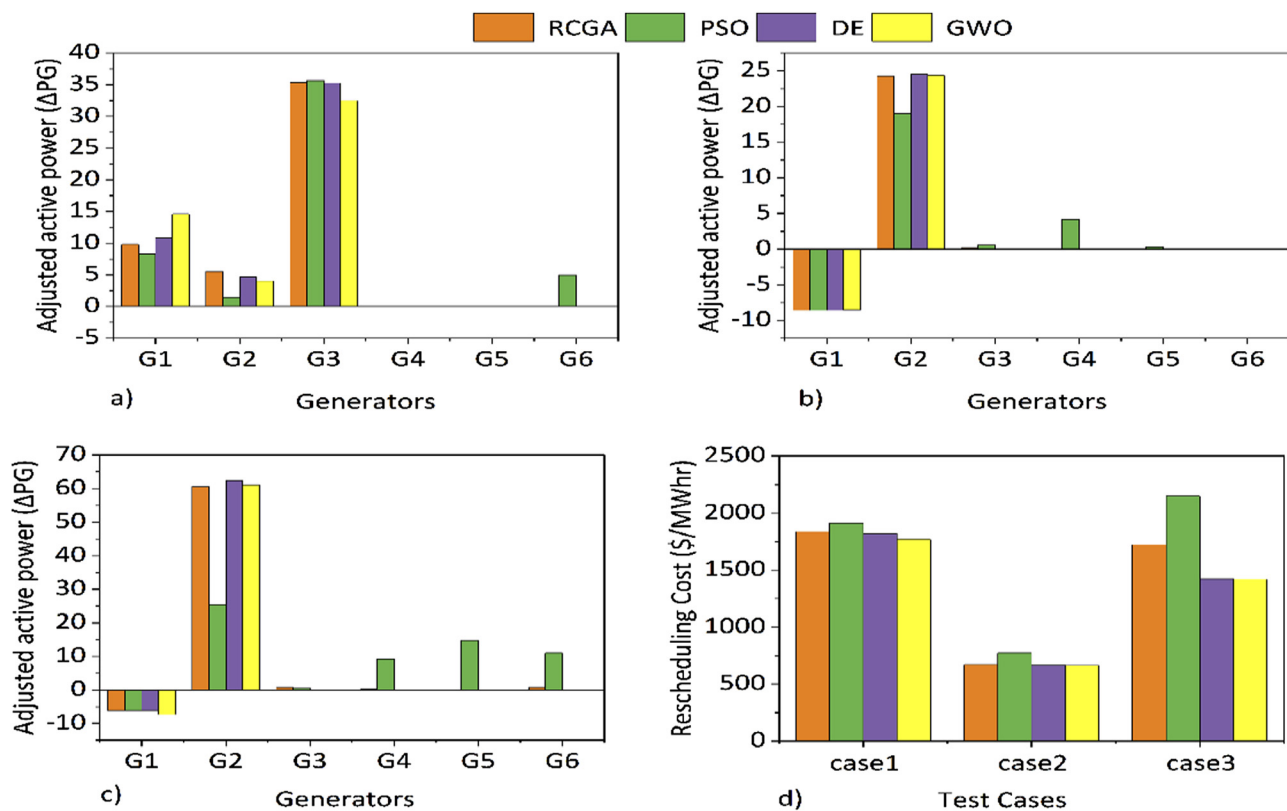 RCGA PSO DE GWO
Adjusted active power (ΔPG)
40
35
30
25
20
15
10
5
0
-5
G1 G2 G3 G4 G5 G6
a) Generators
Adjusted active power (ΔPG)
25
20
15
10
5
0
-5
-10
G1 G2 G3 G4 G5 G6
b) Generators
Adjusted active power (ΔPG)
70
60
50
40
30
20
10
0
-10
G1 G2 G3 G4 G5 G6
c) Generators
Rescheduling Cost ($/MWhr)
2500
2000
1500
1000
500
0
case1 case2 case3
d) Test Cases